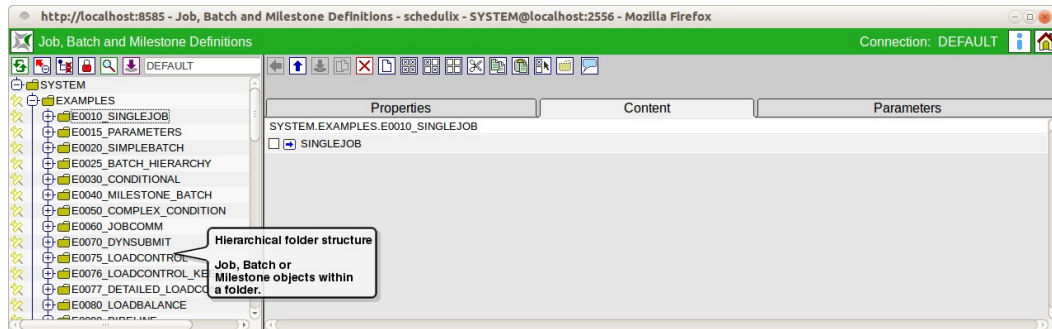 http://localhost:8585 - Job, Batch and Milestone Definitions - schedulix - SYSTEM@localhost:2556 - Mozilla Firefox
Job, Batch and Milestone Definitions
Connection: DEFAULT
DEFAULT
SYSTEM
EXAMPLES
E0010_SINGLEJOB
E0015_PARAMETERS
E0020_SIMPLEBATCH
E0025_BATCH_HIERARCHY
E0030_CONDITIONAL
E0040_MILESTONE_BATCH
E0050_COMPLEX_CONDITION
E0060_JOBCOMM
E0070_DYNSUBMIT
E0075_LOADCONTROL
E0076_LOADCONTROL_KE
E0077_DETAILED_LOADCO
E0080_LOADBALANCE
E0090_PIPELINE
Hierarchical folder structure
Job, Batch or
Milestone objects within
a folder.
Properties
Content
Parameters
SYSTEM.EXAMPLES.E0010_SINGLEJOB
SINGLEJOB